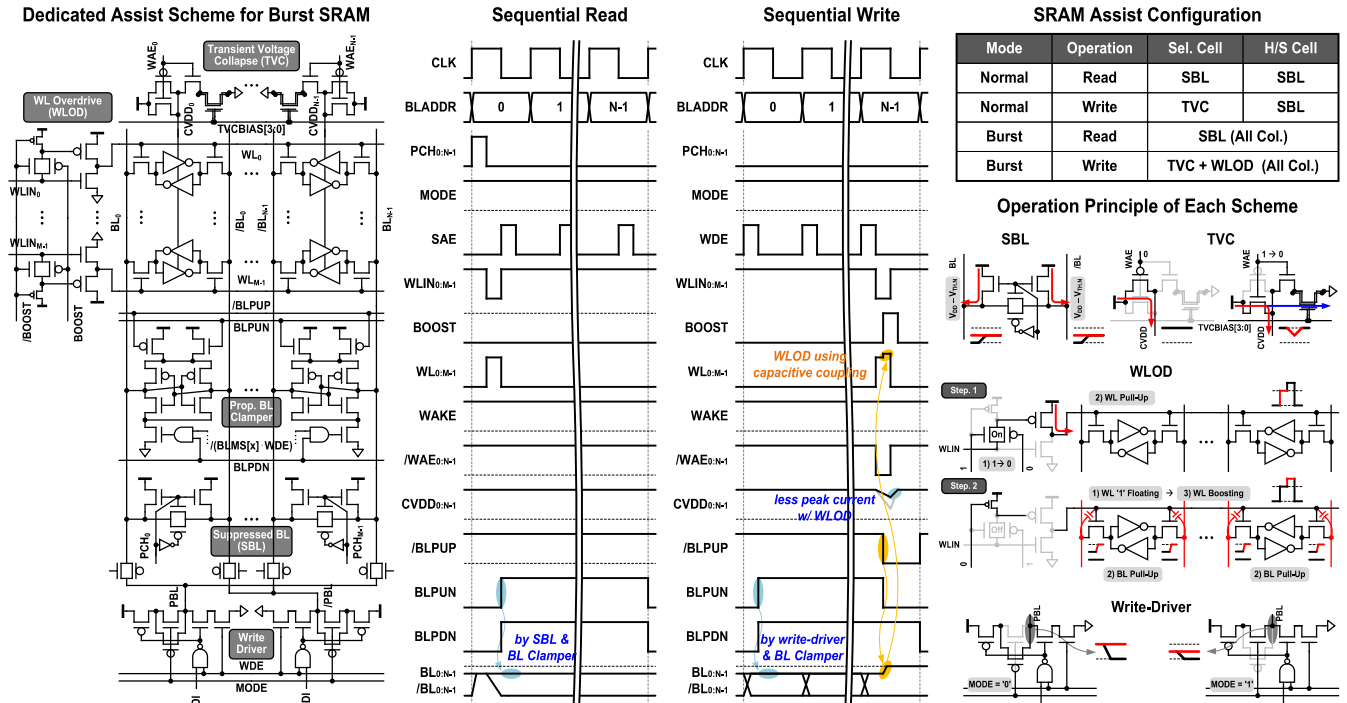 Dedicated Assist Scheme for Burst SRAM
WAE0
Transient Voltage
Collapse (TVC)
WAEN-1
WL Overdrive
(WLOD)
CVDD0
CVDDN-1
TVCBIAS[3:0]
WL0
WLIN0
BL0
/BL0
/BLN-1
BLN-1
WLINM-1
WLM-1
/BLPUP
/BOOST
BOOST
BLPUN
Prop. BL
Clamper
/(BLMS[x] WDE)
BLPDN
Suppressed BL
(SBL)
PCH0
PCHM-1
PBL
/PBL
Write
Driver
WDE
MODE
DI
DI
Sequential Read
CLK
BLADDR
0
1
N-1
PCH0:N-1
MODE
SAE
WLIN0:M-1
BOOST
WL0:M-1
WAKE
/WAE0:N-1
CVDD0:N-1
/BLPUP
BLPUN
BLPDN
by SBL &
BL Clamper
BL0:N-1
/BL0:N-1
Sequential Write
CLK
BLADDR
0
1
N-1
PCH0:N-1
MODE
WDE
WLIN0:M-1
BOOST
WLOD using
capacitive coupling
WL0:M-1
WAKE
/WAE0:N-1
CVDD0:N-1
less peak current
w/ WLOD
/BLPUP
BLPUN
BLPDN
by write-driver
& BL Clamper
BL0:N-1
/BL0:N-1
SRAM Assist Configuration
Mode Operation Sel. Cell H/S Cell
Normal Read SBL SBL
Normal Write TVC SBL
Burst Read SBL (All Col.)
Burst Write TVC + WLOD (All Col.)
Operation Principle of Each Scheme
SBL
BL
/BL
VDD – VTH,N
VDD – VTH,N
TVC
WAE
0
WAE
1 → 0
TVCBIAS[3:0]
CVDD
CVDD
WLOD
Step. 1
2) WL Pull-Up
On
WLIN
1) 1→ 0
1
0
Step. 2
1) WL '1' Floating → 3) WL Boosting
Off
WLIN
0
1
2) BL Pull-Up
2) BL Pull-Up
Write-Driver
PBL
PBL
MODE = '0'
MODE = '1'